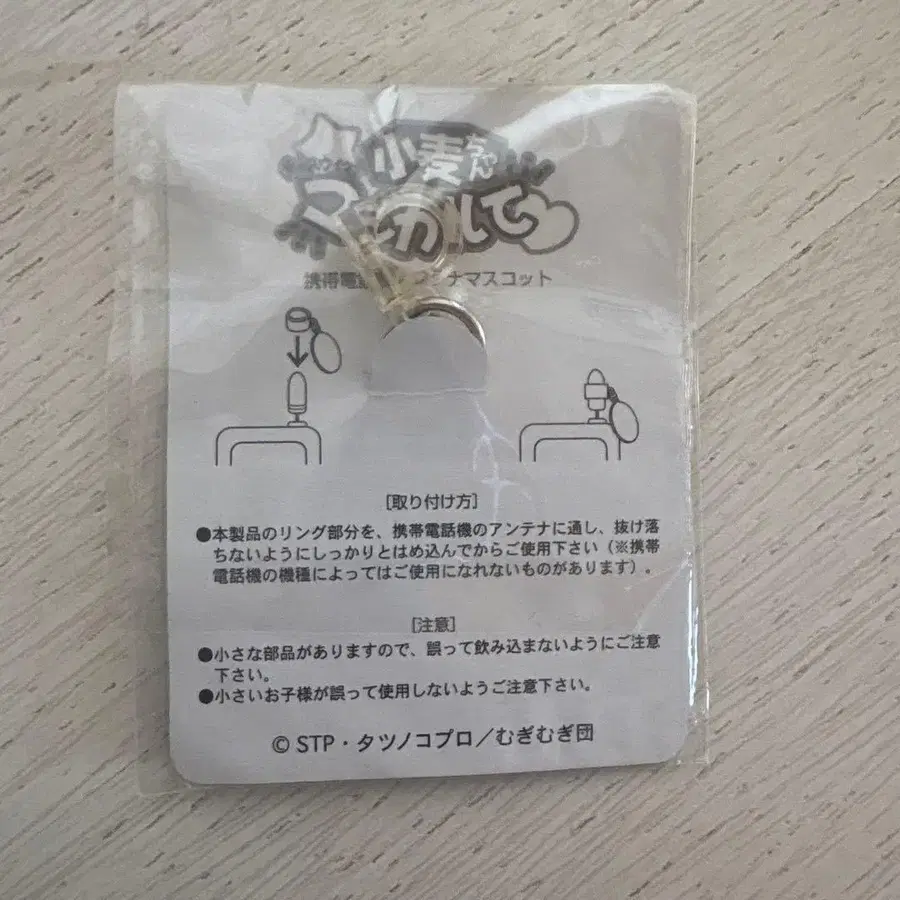 小麦ちゃん
マジカルて
携帯電話 ナマスコット
[取り付け方]
●本製品のリング部分を、携帯電話機のアンテナに通し、抜け落
ちないようにしっかりとはめ込んでからご使用下さい（※携帯
電話機の機種によってはご使用になれないものがあります）。
[注意]
●小さな部品がありますので、誤って飲み込まないようにご注意
下さい。
●小さいお子様が誤って使用しないようご注意下さい。
© STP・タツノコプロ／むぎむぎ団